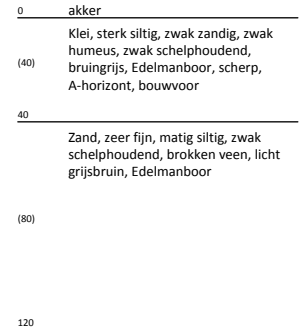 0 akker
Klei, sterk siltig, zwak zandig, zwak
humeus, zwak schelphoudend,
(40) bruingrijs, Edelmanboor, scherp,
A-horizont, bouwvoor
40
Zand, zeer fijn, matig siltig, zwak
schelphoudend, brokken veen, licht
grijsbruin, Edelmanboor
(80)
120